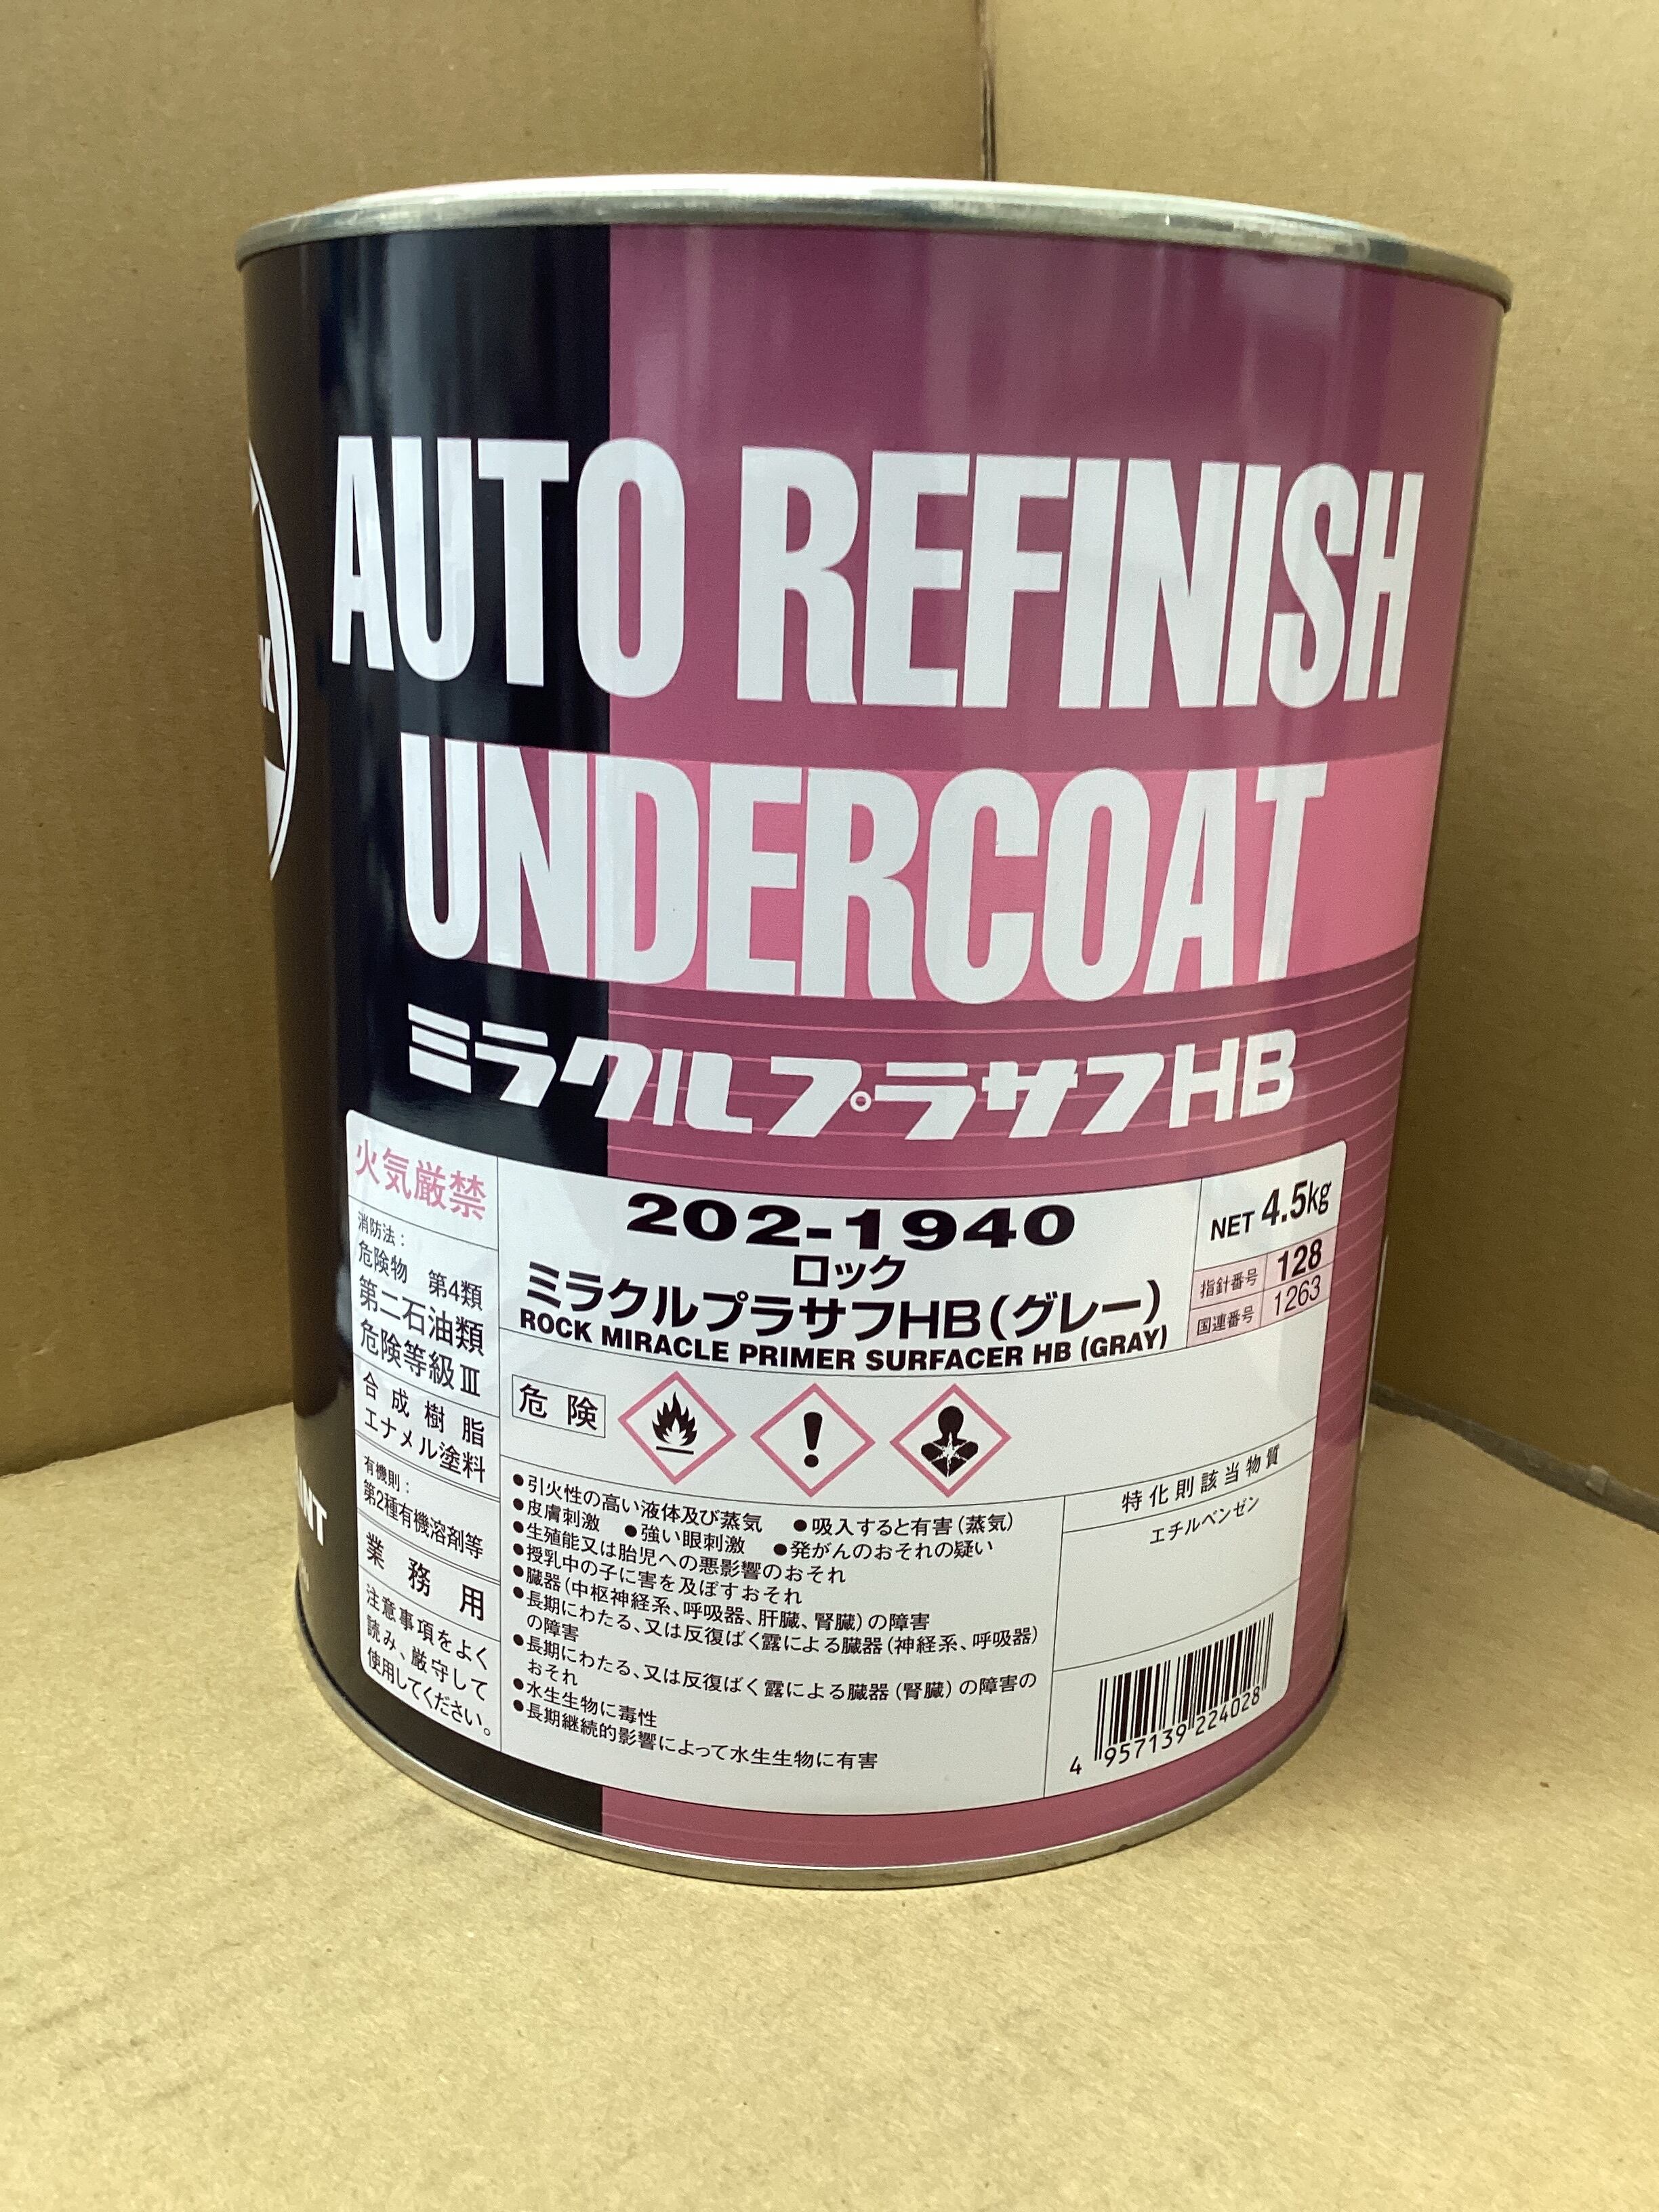 AUTO REFINISH
UNDERCOAT
ミラクルプラサフHB
火気厳禁
消防法:
危険物 第4類
第二石油類
危険等級Ⅲ
合成樹脂
エナメル塗料
有機則:
第2種有機溶剤等
業務用
注意事項をよく
読み、厳守して
使用してください。
202-1940
ロック
ミラクルプラサフHB(グレー)
ROCK MIRACLE PRIMER SURFACER HB (GRAY)
NET 4.5kg
指針番号 128
国連番号 1263
危険
●引火性の高い液体及び蒸気 ●吸入すると有害(蒸気)
●皮膚刺激 ●強い眼刺激 ●発がんのおそれの疑い
●生殖能又は胎児への悪影響のおそれ
●授乳中の子に害を及ぼすおそれ
●臓器(中枢神経系、呼吸器、肝臓、腎臓)の障害
●長期にわたる、又は反復ばく露による臓器(神経系、呼吸器)
の障害
●長期にわたる、又は反復ばく露による臓器(腎臓)の障害の
おそれ
●水生生物に毒性
●長期継続的影響によって水生生物に有害
特化則該当物質
エチルベンゼン
4 957139 224028